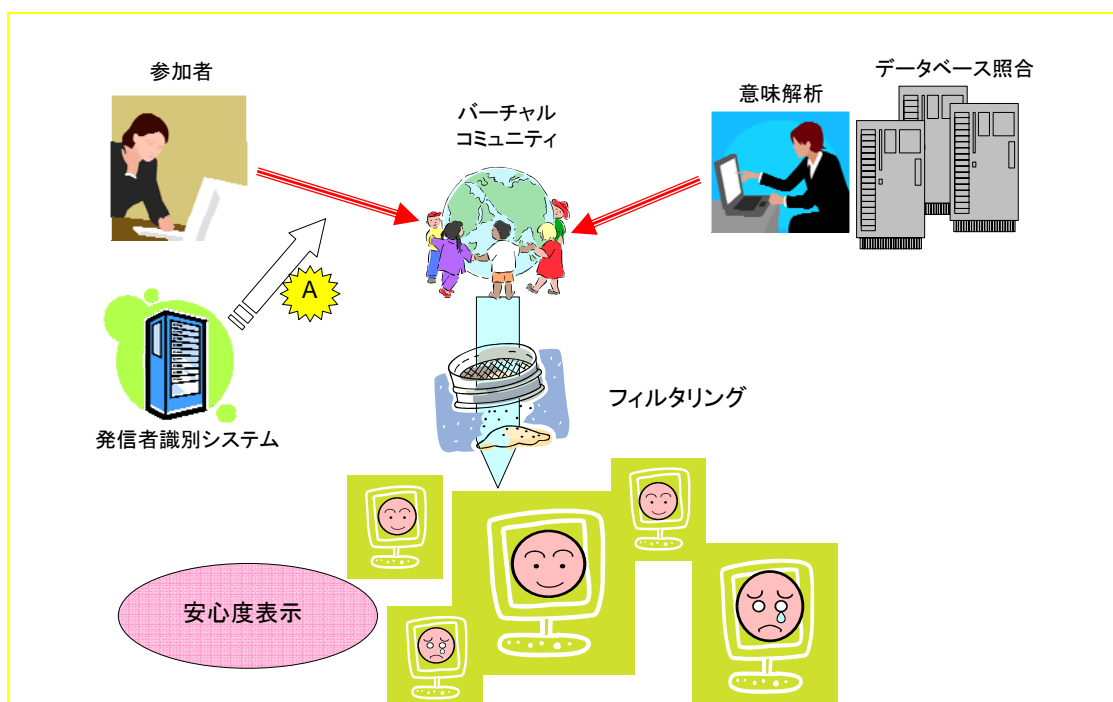 参加者
バーチャル
コミュニティ
意味解析
データベース照合
A
発信者識別システム
フィルタリング
安心度表示